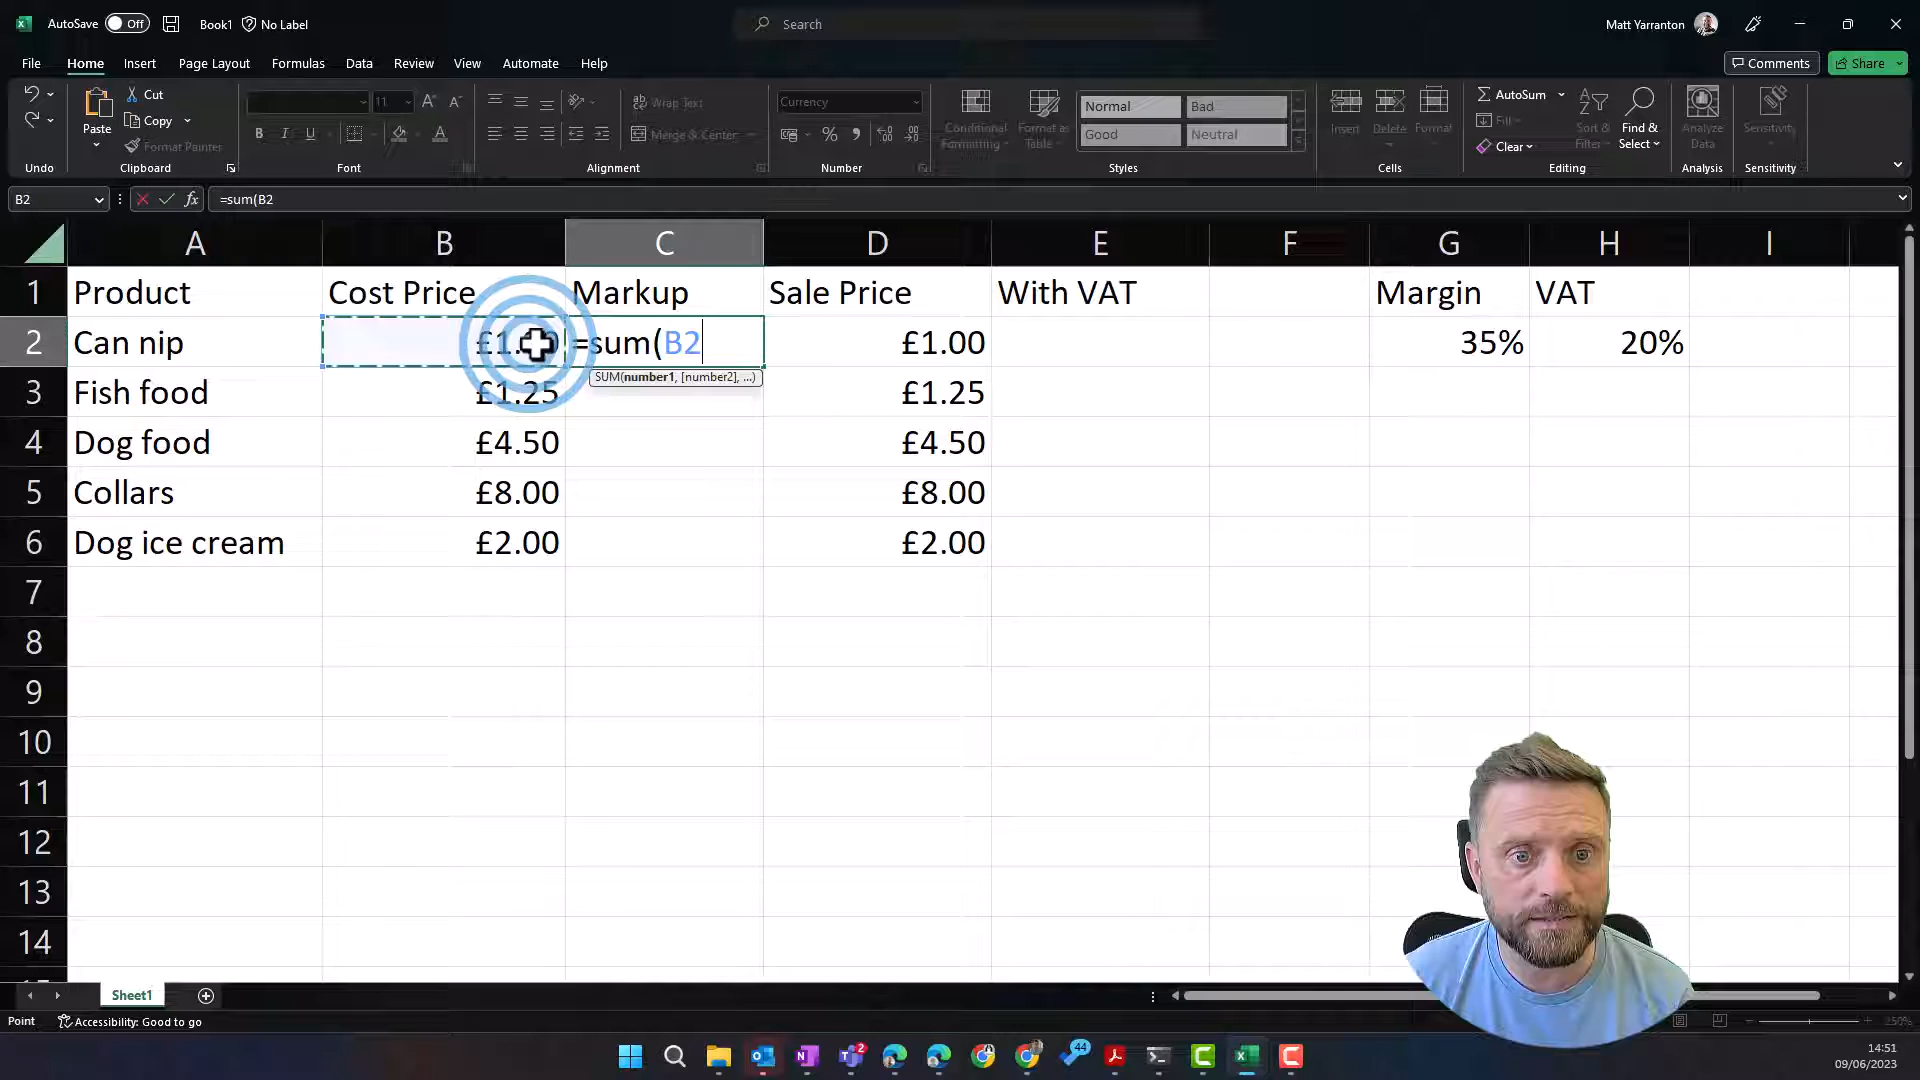 AutoSave Off Book1 No Label Search Matt Yarranton
File Home Insert Page Layout Formulas Data Review View Automate Help Comments Share
Cut
Copy
Format Painter
Paste
11
Wrap Text
Merge & Center
Currency
Conditional Formatting
Format as Table
Normal Bad
Good Neutral
Insert Delete Format
AutoSum
Fill
Clear
Sort & Filter
Find & Select
Analyze Data
Sensitivity
Undo Clipboard Font Alignment Number Styles Cells Editing Analysis Sensitivity
B2 fx =sum(B2
A B C D E F G H I
1 Product Cost Price Markup Sale Price With VAT Margin VAT
2 Can nip =sum(B2 £1.00 35% 20%
SUM(number1, [number2], ...)
3 Fish food £1.25 £1.25
4 Dog food £4.50 £4.50
5 Collars £8.00 £8.00
6 Dog ice cream £2.00 £2.00
7
8
9
10
11
12
13
14
Sheet1
Point Accessibility: Good to go
2
44
14:51
09/06/2023